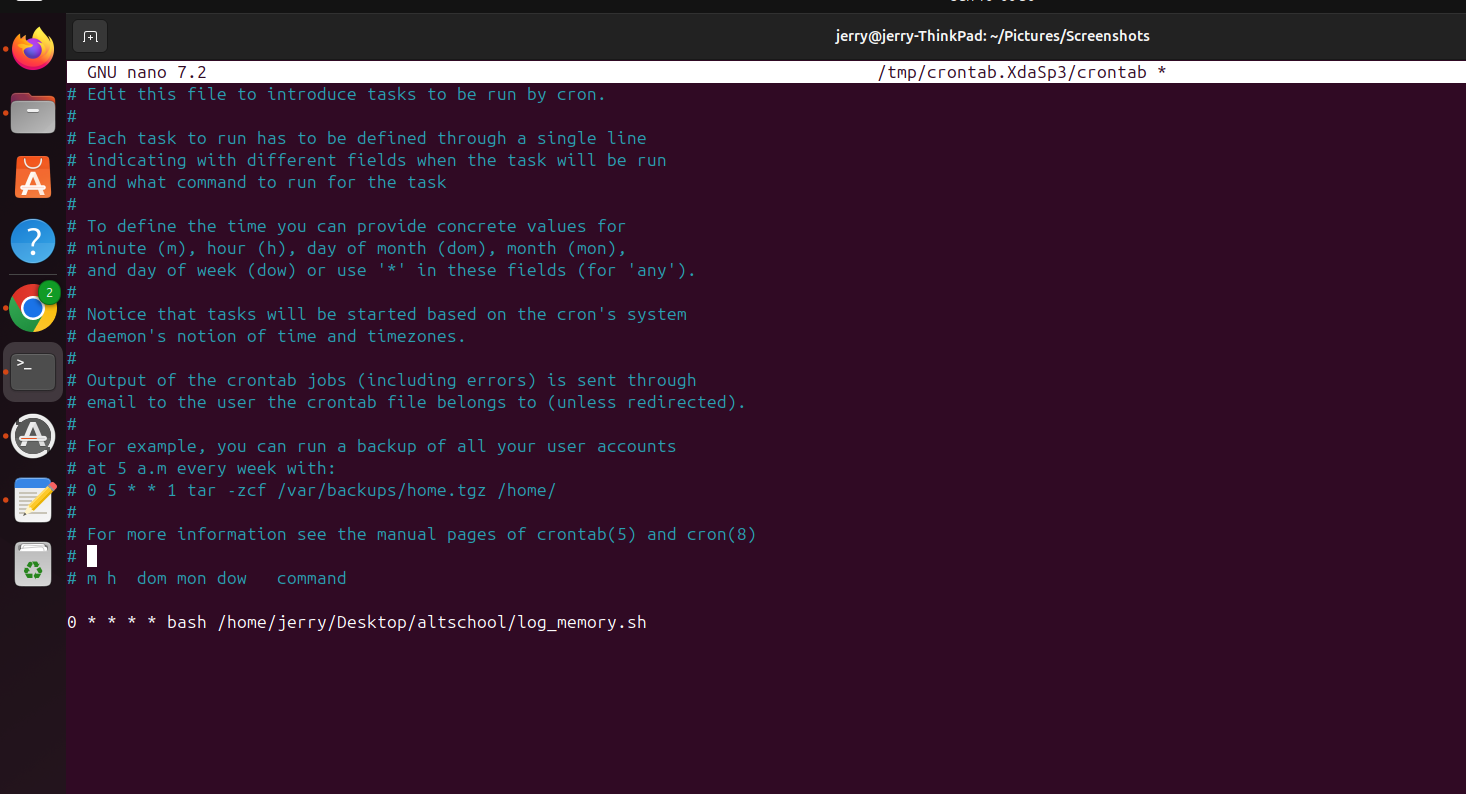 jerry@jerry-ThinkPad: ~/Pictures/Screenshots
GNU nano 7.2 /tmp/crontab.XdaSp3/crontab *
# Edit this file to introduce tasks to be run by cron.
#
# Each task to run has to be defined through a single line
# indicating with different fields when the task will be run
# and what command to run for the task
#
# To define the time you can provide concrete values for
# minute (m), hour (h), day of month (dom), month (mon),
# and day of week (dow) or use '*' in these fields (for 'any').
#
# Notice that tasks will be started based on the cron's system
# daemon's notion of time and timezones.
#
# Output of the crontab jobs (including errors) is sent through
# email to the user the crontab file belongs to (unless redirected).
#
# For example, you can run a backup of all your user accounts
# at 5 a.m every week with:
# 0 5 * * 1 tar -zcf /var/backups/home.tgz /home/
#
# For more information see the manual pages of crontab(5) and cron(8)
#
# m h  dom mon dow   command
0 * * * * bash /home/jerry/Desktop/altschool/log_memory.sh
2